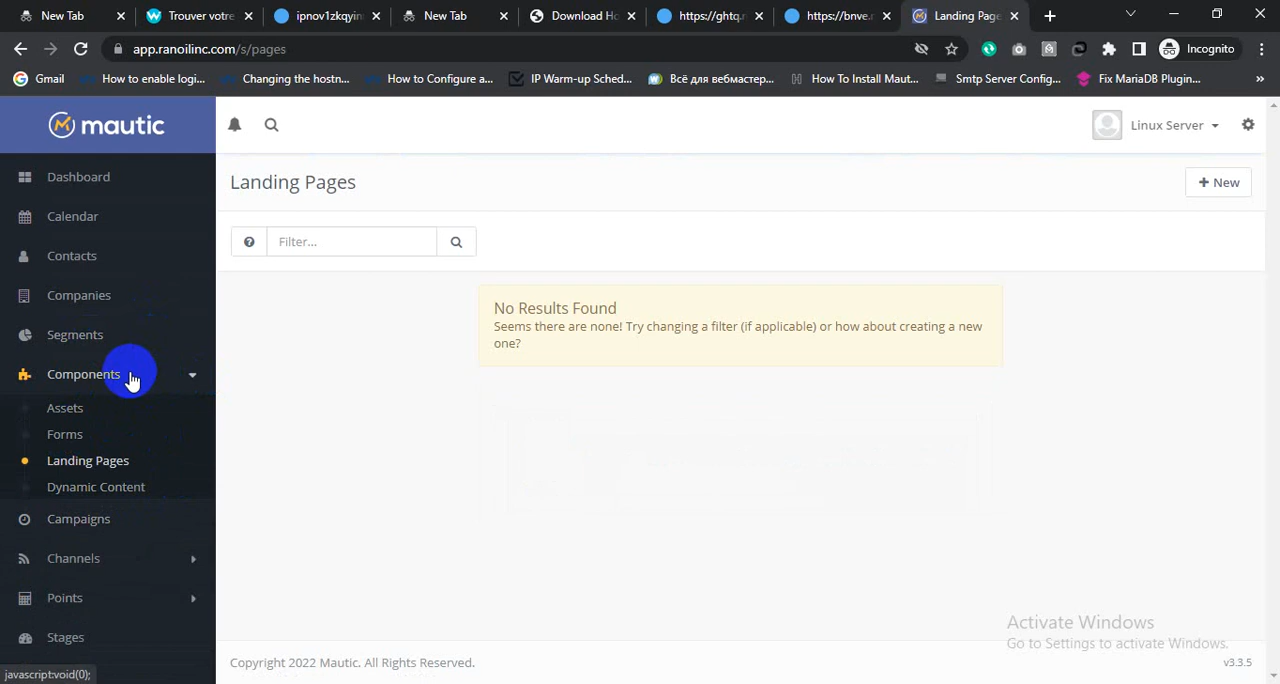 New Tab
Trouver votre
ipnov1zkqyin
New Tab
Download Ho
https://ghtq.r
https://bnve.r
Landing Page
app.ranoilinc.com/s/pages
Incognito
Gmail
How to enable logi...
Changing the hostn...
How to Configure a...
IP Warm-up Sched...
Всё для вебмастер...
How To Install Maut...
Smtp Server Config...
Fix MariaDB Plugin...
»
mautic
Linux Server
Dashboard
Landing Pages
+ New
Calendar
Filter...
Contacts
Companies
No Results Found
Seems there are none! Try changing a filter (if applicable) or how about creating a new
one?
Segments
Components
Assets
Forms
Landing Pages
Dynamic Content
Campaigns
Channels
Points
Stages
Activate Windows
Go to Settings to activate Windows.
javascript:void(0);
Copyright 2022 Mautic. All Rights Reserved.
v3.3.5